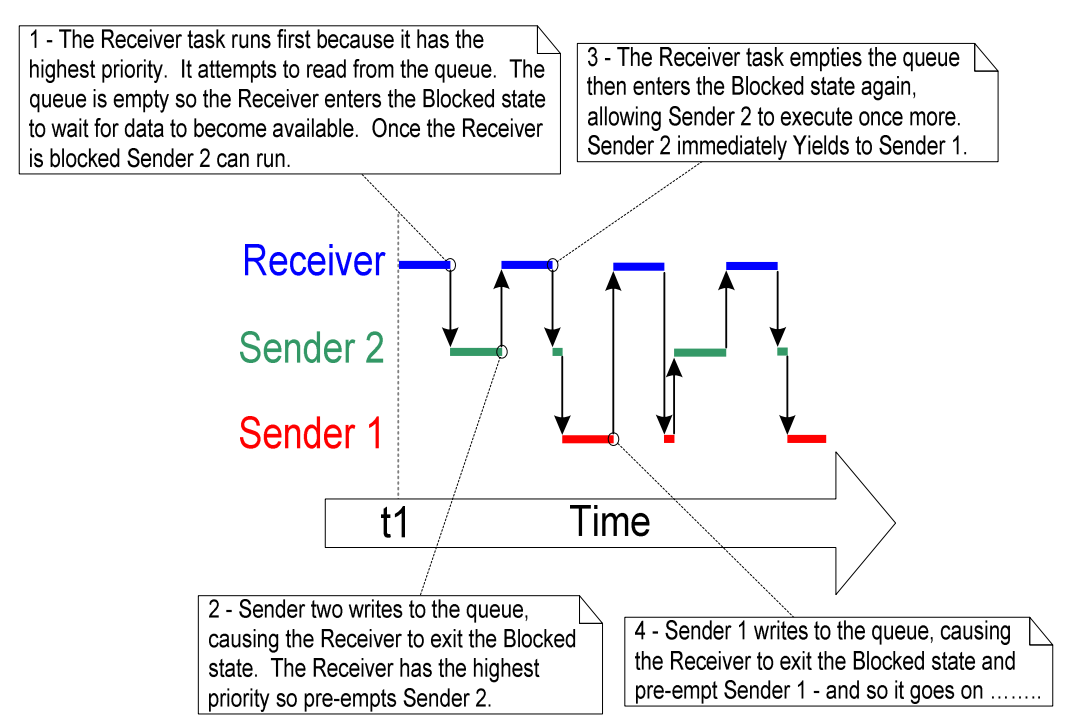 1 - The Receiver task runs first because it has the
highest priority.  It attempts to read from the queue.  The
queue is empty so the Receiver enters the Blocked state
to wait for data to become available.  Once the Receiver
is blocked Sender 2 can run.
3 - The Receiver task empties the queue
then enters the Blocked state again,
allowing Sender 2 to execute once more.
Sender 2 immediately Yields to Sender 1.
Receiver
Sender 2
Sender 1
t1
Time
2 - Sender two writes to the queue,
causing the Receiver to exit the Blocked
state.  The Receiver has the highest
priority so pre-empts Sender 2.
4 - Sender 1 writes to the queue, causing
the Receiver to exit the Blocked state and
pre-empt Sender 1 - and so it goes on ........